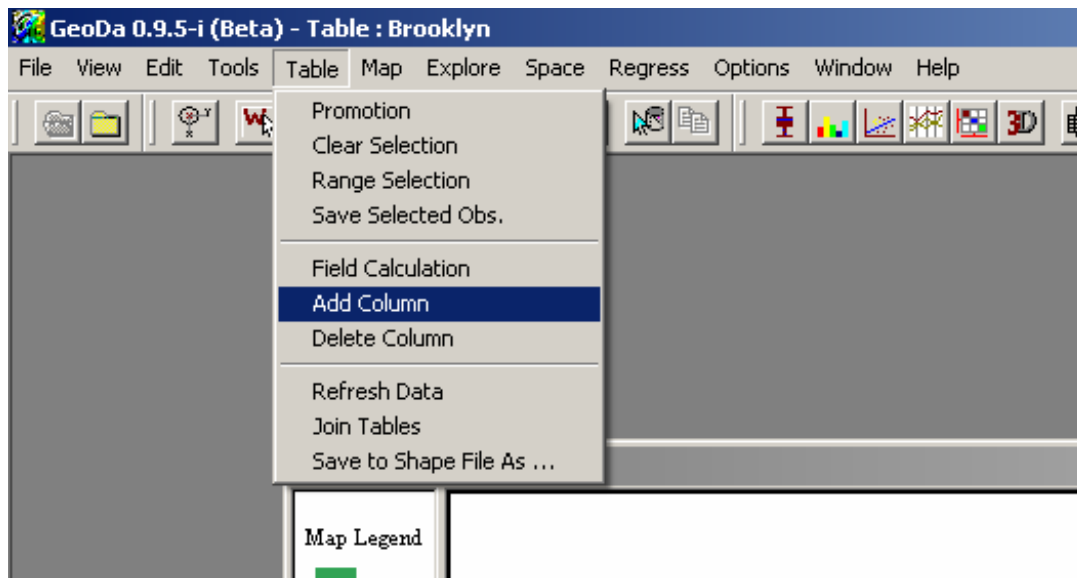 GeoDa 0.9.5-i (Beta) - Table : Brooklyn
File View Edit Tools Table Map Explore Space Regress Options Window Help
W
3D
Promotion
Clear Selection
Range Selection
Save Selected Obs.
Field Calculation
Add Column
Delete Column
Refresh Data
Join Tables
Save to Shape File As ...
Map Legend